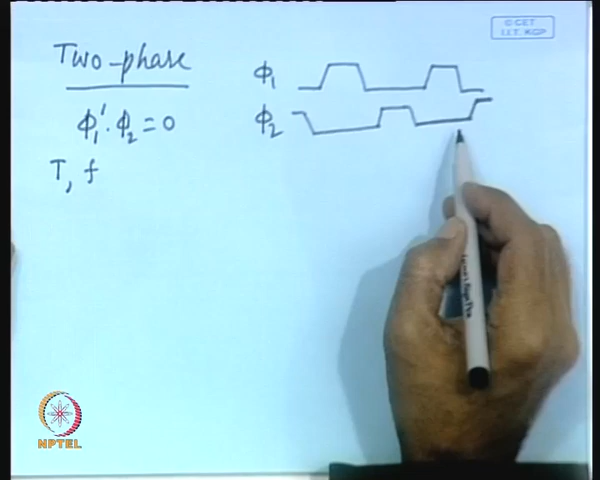 © CET
I.I.T. KGP
Two-phase
ϕ₁
ϕ₁'·ϕ₂ = 0
ϕ₂
T, f
NPTEL